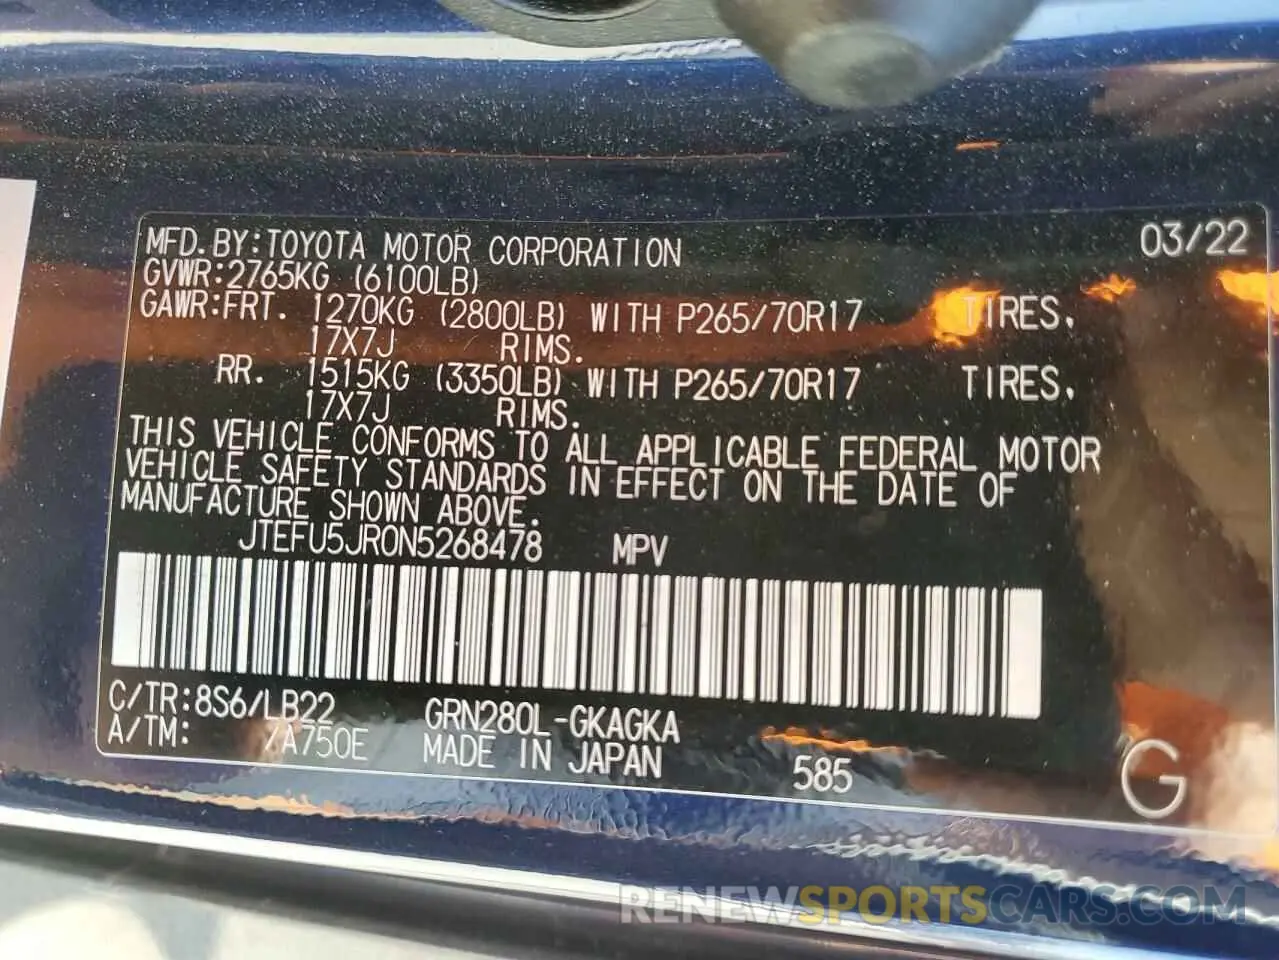 MFD.BY:TOYOTA MOTOR CORPORATION 03/22
GVWR:2765KG (6100LB)
GAWR:FRT. 1270KG (2800LB) WITH P265/70R17 TIRES,
17X7J RIMS.
RR. 1515KG (3350LB) WITH P265/70R17 TIRES,
17X7J RIMS.
THIS VEHICLE CONFORMS TO ALL APPLICABLE FEDERAL MOTOR
VEHICLE SAFETY STANDARDS IN EFFECT ON THE DATE OF
MANUFACTURE SHOWN ABOVE.
JTEFU5JR0N5268478 MPV
C/TR:8S6/LB22 GRN280L-GKAGKA
A/TM: /A750E MADE IN JAPAN 585 G
RENEWSPORTSCARS.COM